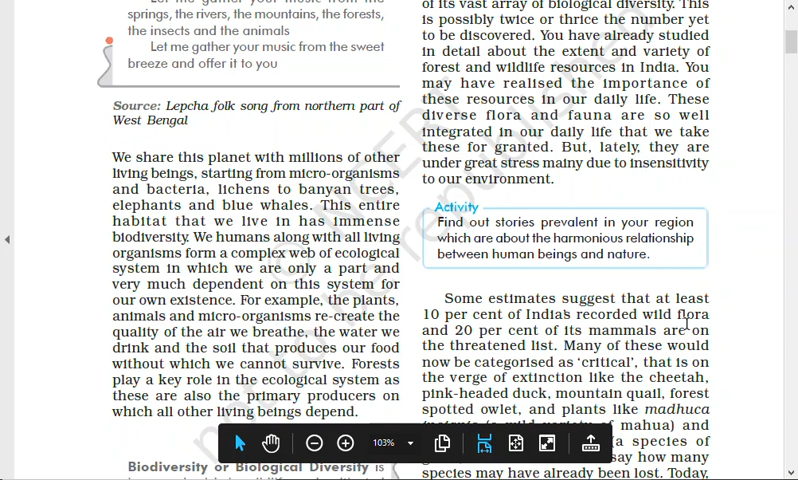 Let me gather your music from the
springs, the rivers, the mountains, the forests,
the insects and the animals
Let me gather your music from the sweet
breeze and offer it to you
Source: Lepcha folk song from northern part of
West Bengal
We share this planet with millions of other
living beings, starting from micro-organisms
and bacteria, lichens to banyan trees,
elephants and blue whales. This entire
habitat that we live in has immense
biodiversity. We humans along with all living
organisms form a complex web of ecological
system in which we are only a part and
very much dependent on this system for
our own existence. For example, the plants,
animals and micro-organisms re-create the
quality of the air we breathe, the water we
drink and the soil that produces our food
without which we cannot survive. Forests
play a key role in the ecological system as
these are also the primary producers on
which all other living beings depend.
Biodiversity or Biological Diversity is
of its vast array of biological diversity. This
is possibly twice or thrice the number yet
to be discovered. You have already studied
in detail about the extent and variety of
forest and wildlife resources in India. You
may have realised the importance of
these resources in our daily life. These
diverse flora and fauna are so well
integrated in our daily life that we take
these for granted. But, lately, they are
under great stress mainy due to insensitivity
to our environment.
Activity
Find out stories prevalent in your region
which are about the harmonious relationship
between human beings and nature.
Some estimates suggest that at least
10 per cent of India's recorded wild flora
and 20 per cent of its mammals are on
the threatened list. Many of these would
now be categorised as 'critical', that is on
the verge of extinction like the cheetah,
pink-headed duck, mountain quail, forest
spotted owlet, and plants like madhuca
(a wild variety of mahua) and
(a species of
say how many
species may have already been lost. Today,
© NCERT
not to be republished
103%